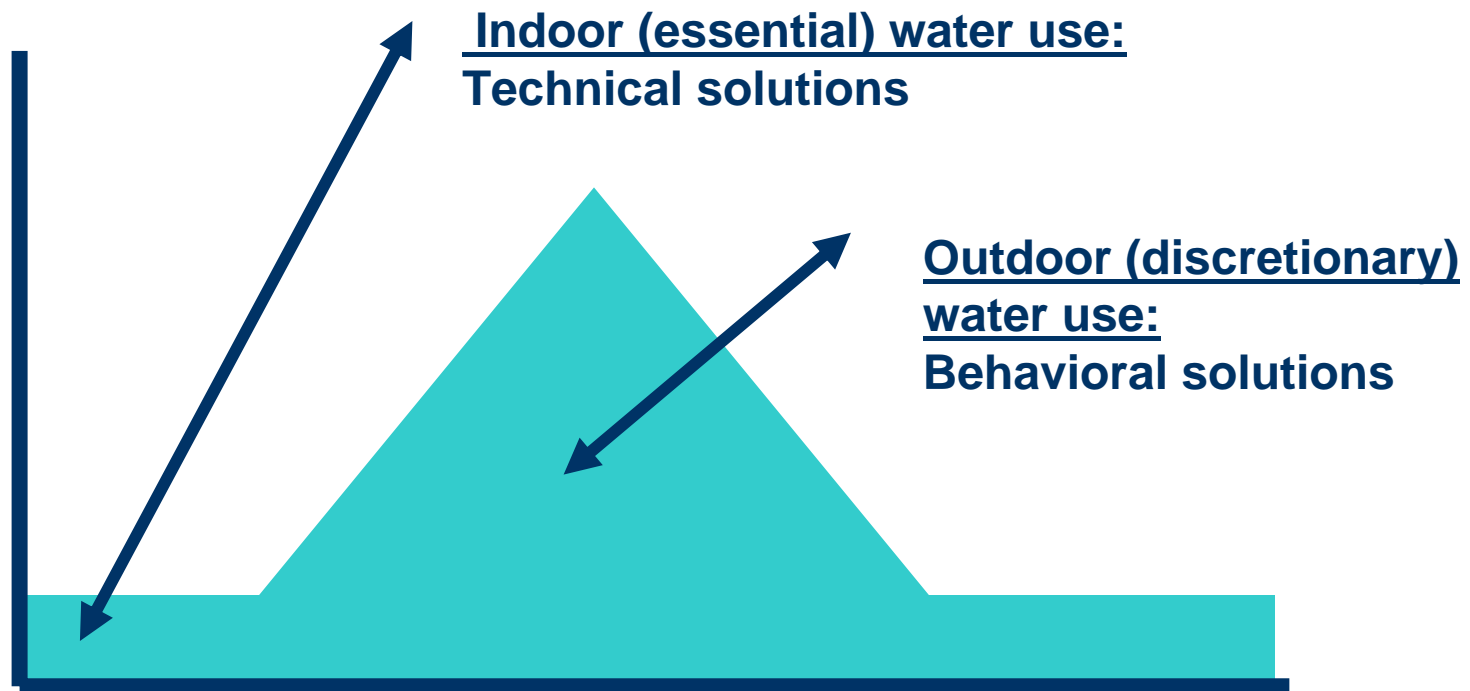 Indoor (essential) water use:
Technical solutions
Outdoor (discretionary)
water use:
Behavioral solutions